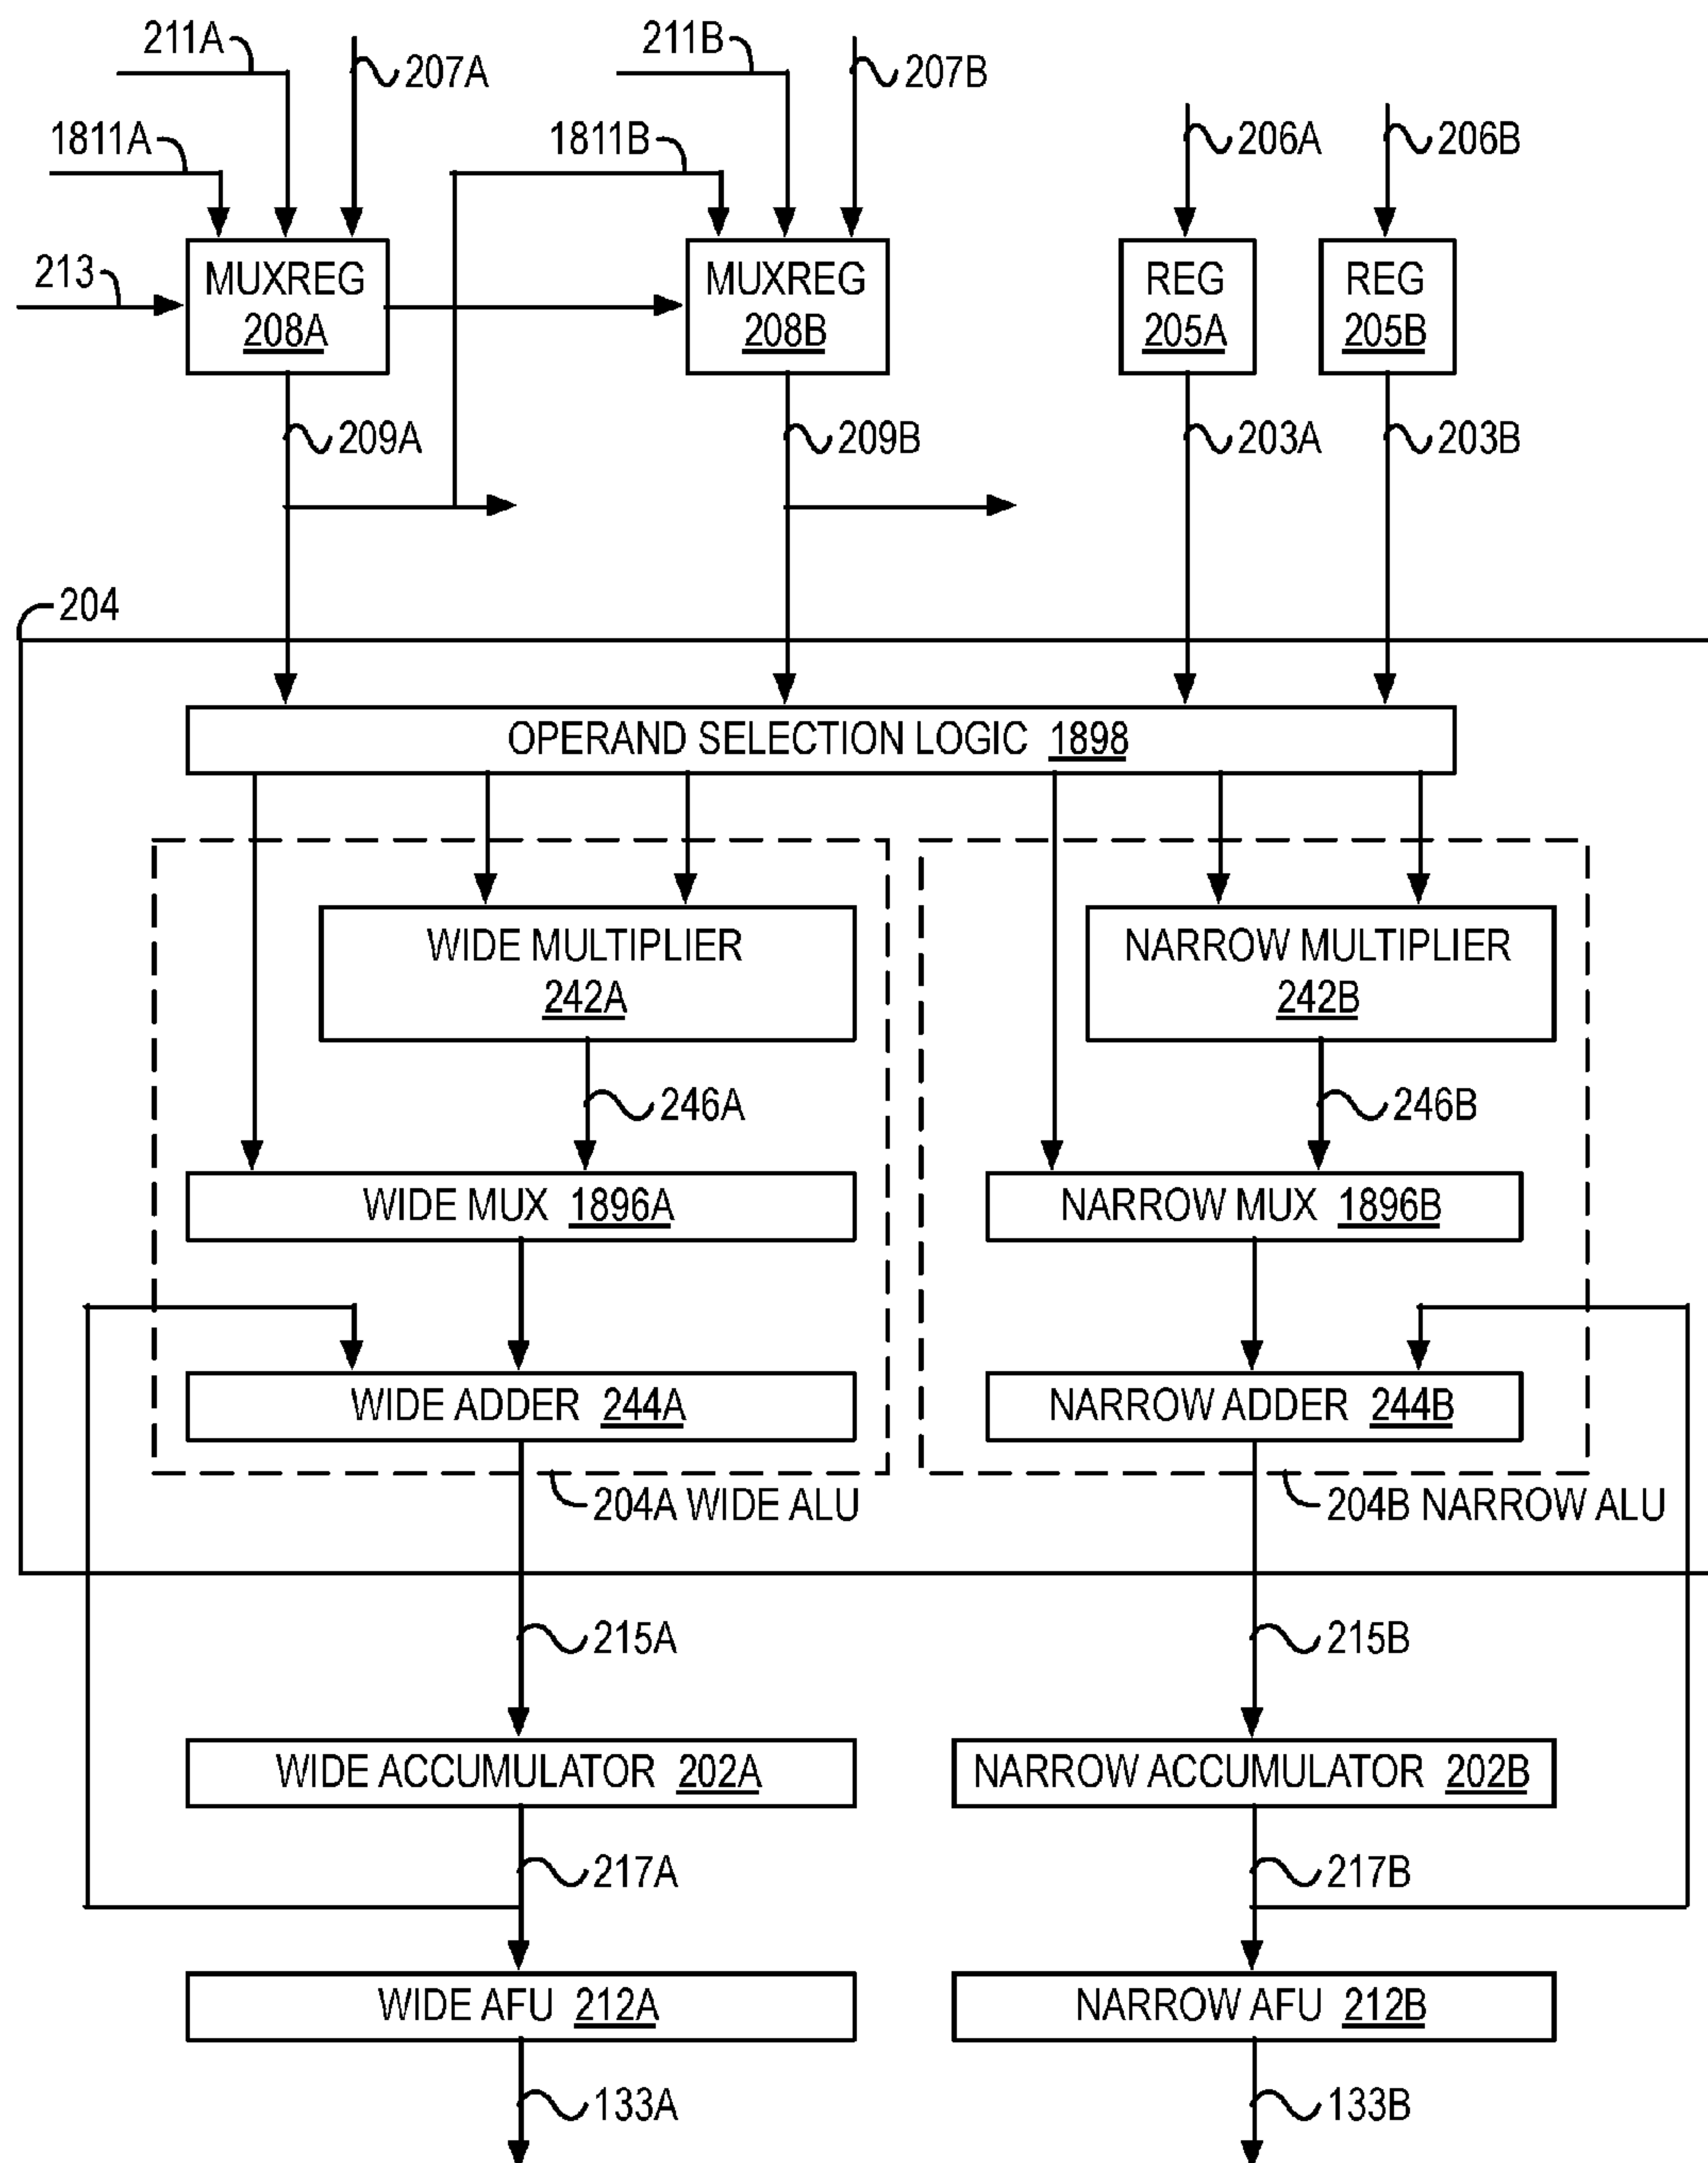 211A
207A
211B
207B
1811A
1811B
206A
206B
213
MUXREG
208A
MUXREG
208B
REG
205A
REG
205B
209A
209B
203A
203B
204
OPERAND SELECTION LOGIC 1898
WIDE MULTIPLIER
242A
NARROW MULTIPLIER
242B
246A
246B
WIDE MUX 1896A
NARROW MUX 1896B
WIDE ADDER 244A
NARROW ADDER 244B
204A WIDE ALU
204B NARROW ALU
215A
215B
WIDE ACCUMULATOR 202A
NARROW ACCUMULATOR 202B
217A
217B
WIDE AFU 212A
NARROW AFU 212B
133A
133B